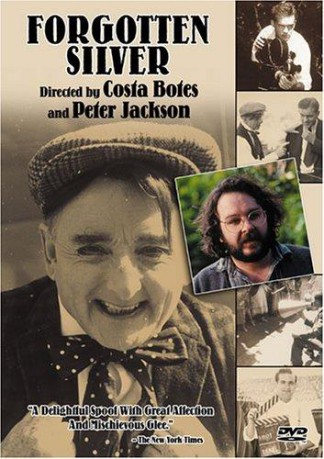 FORGOTTEN
SILVER
Directed by Costa Botes
and Peter Jackson
"A Delightful Spoof With Great Affection
And Mischievous Glee."
- The New York Times
DVD